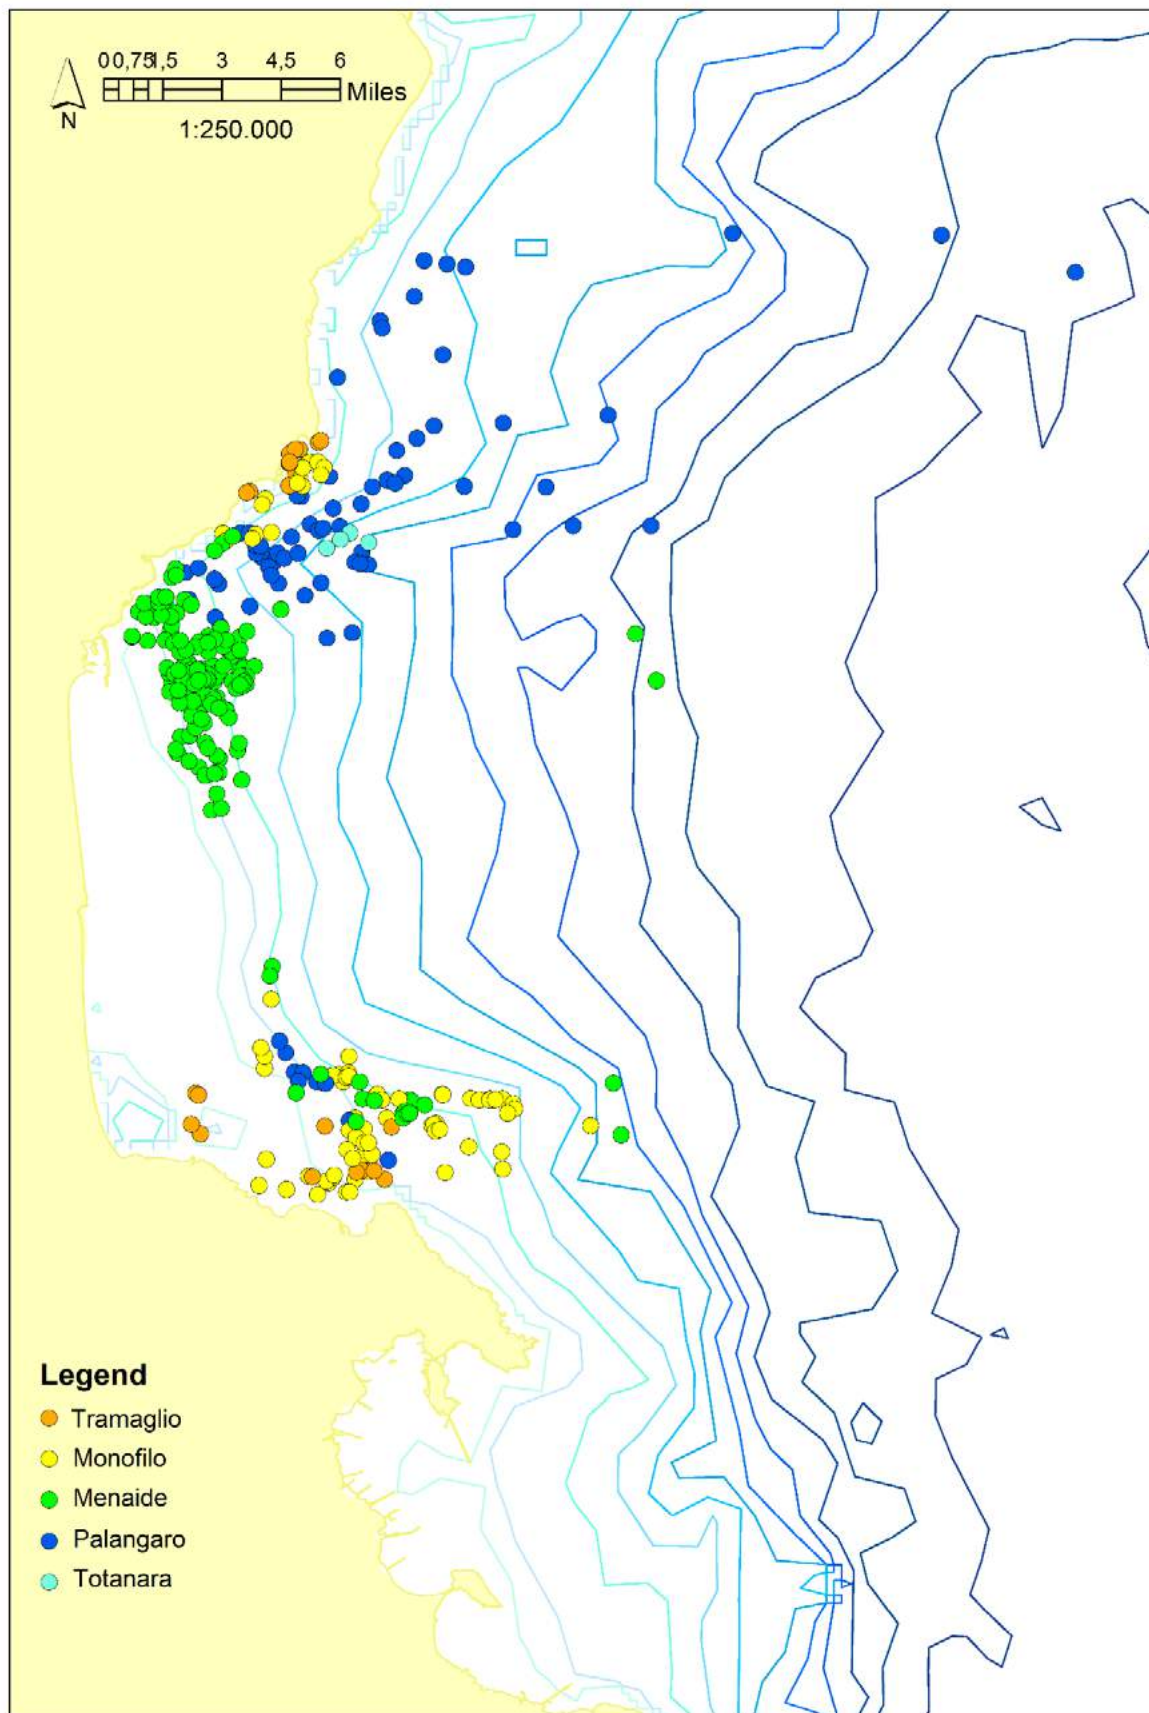 0 0,75 1,5 3 4,5 6
Miles
N
1:250.000
Legend
Tramaglio
Monofilo
Menaide
Palangaro
Totanara